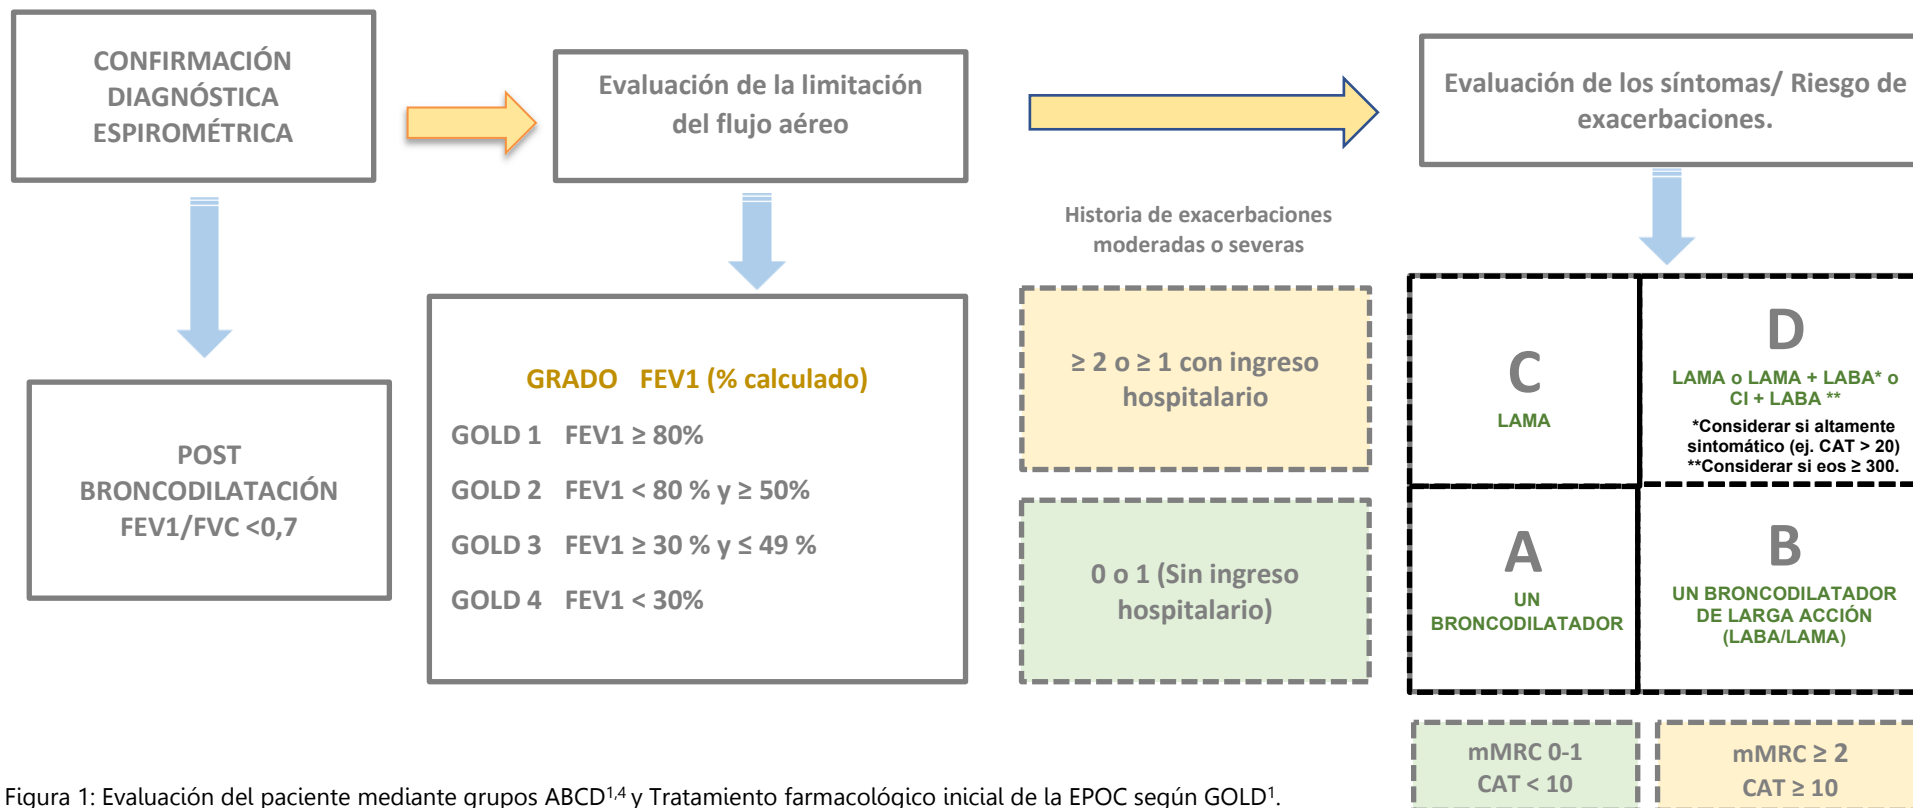 CONFIRMACIÓN
DIAGNÓSTICA
ESPIROMÉTRICA
Evaluación de la limitación
del flujo aéreo
Evaluación de los síntomas/ Riesgo de
exacerbaciones.
POST
BRONCODILATACIÓN
FEV1/FVC <0,7
GRADO FEV1 (% calculado)
GOLD 1 FEV1 ≥ 80%
GOLD 2 FEV1 < 80 % y ≥ 50%
GOLD 3 FEV1 ≥ 30 % y ≤ 49 %
GOLD 4 FEV1 < 30%
Historia de exacerbaciones
moderadas o severas
≥ 2 o ≥ 1 con ingreso
hospitalario
0 o 1 (Sin ingreso
hospitalario)
C
LAMA
D
LAMA o LAMA + LABA* o
CI + LABA **
*Considerar si altamente
sintomático (ej. CAT > 20)
**Considerar si eos ≥ 300.
A
UN
BRONCODILATADOR
B
UN BRONCODILATADOR
DE LARGA ACCIÓN
(LABA/LAMA)
mMRC 0-1
CAT < 10
mMRC ≥ 2
CAT ≥ 10
Figura 1: Evaluación del paciente mediante grupos ABCD1,4 y Tratamiento farmacológico inicial de la EPOC según GOLD1.